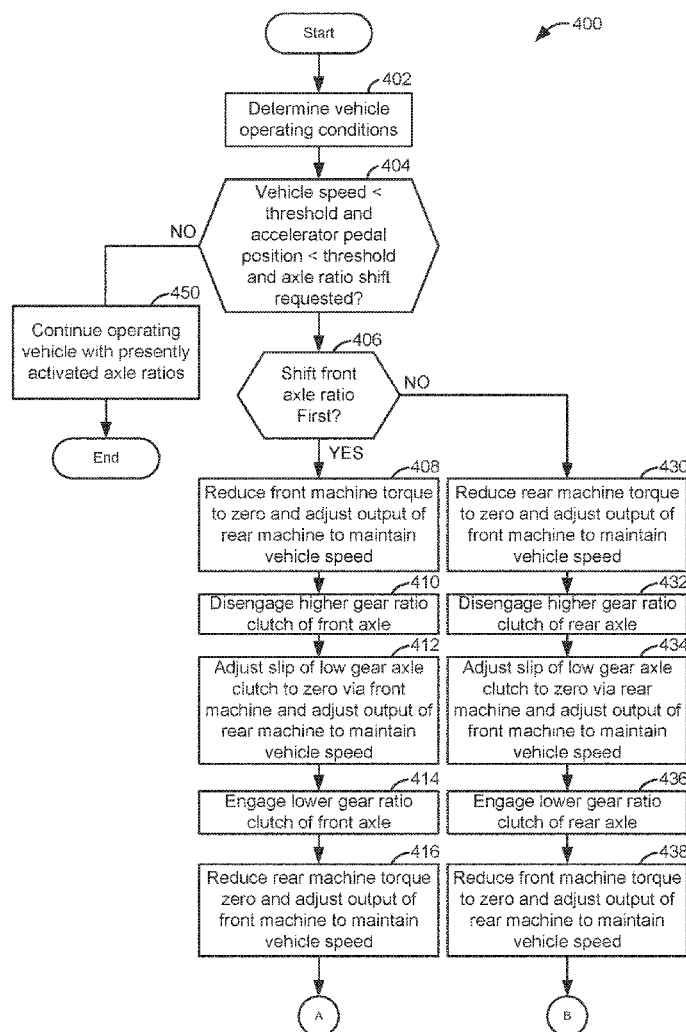 Start
400
402
Determine vehicle
operating conditions
404
Vehicle speed <
threshold and
accelerator pedal
position < threshold
and axle ratio shift
requested?
NO
450
Continue operating
vehicle with presently
activated axle ratios
End
406
Shift front
axle ratio
First?
NO
YES
408
Reduce front machine torque
to zero and adjust output of
rear machine to maintain
vehicle speed
410
Disengage higher gear ratio
clutch of front axle
412
Adjust slip of low gear axle
clutch to zero via front
machine and adjust output of
rear machine to maintain
vehicle speed
414
Engage lower gear ratio
clutch of front axle
416
Reduce rear machine torque
zero and adjust output of
front machine to maintain
vehicle speed
A
430
Reduce rear machine torque
to zero and adjust output of
front machine to maintain
vehicle speed
432
Disengage higher gear ratio
clutch of rear axle
434
Adjust slip of low gear axle
clutch to zero via rear
machine and adjust output of
front machine to maintain
vehicle speed
436
Engage lower gear ratio
clutch of rear axle
438
Reduce front machine torque
to zero and adjust output of
rear machine to maintain
vehicle speed
B